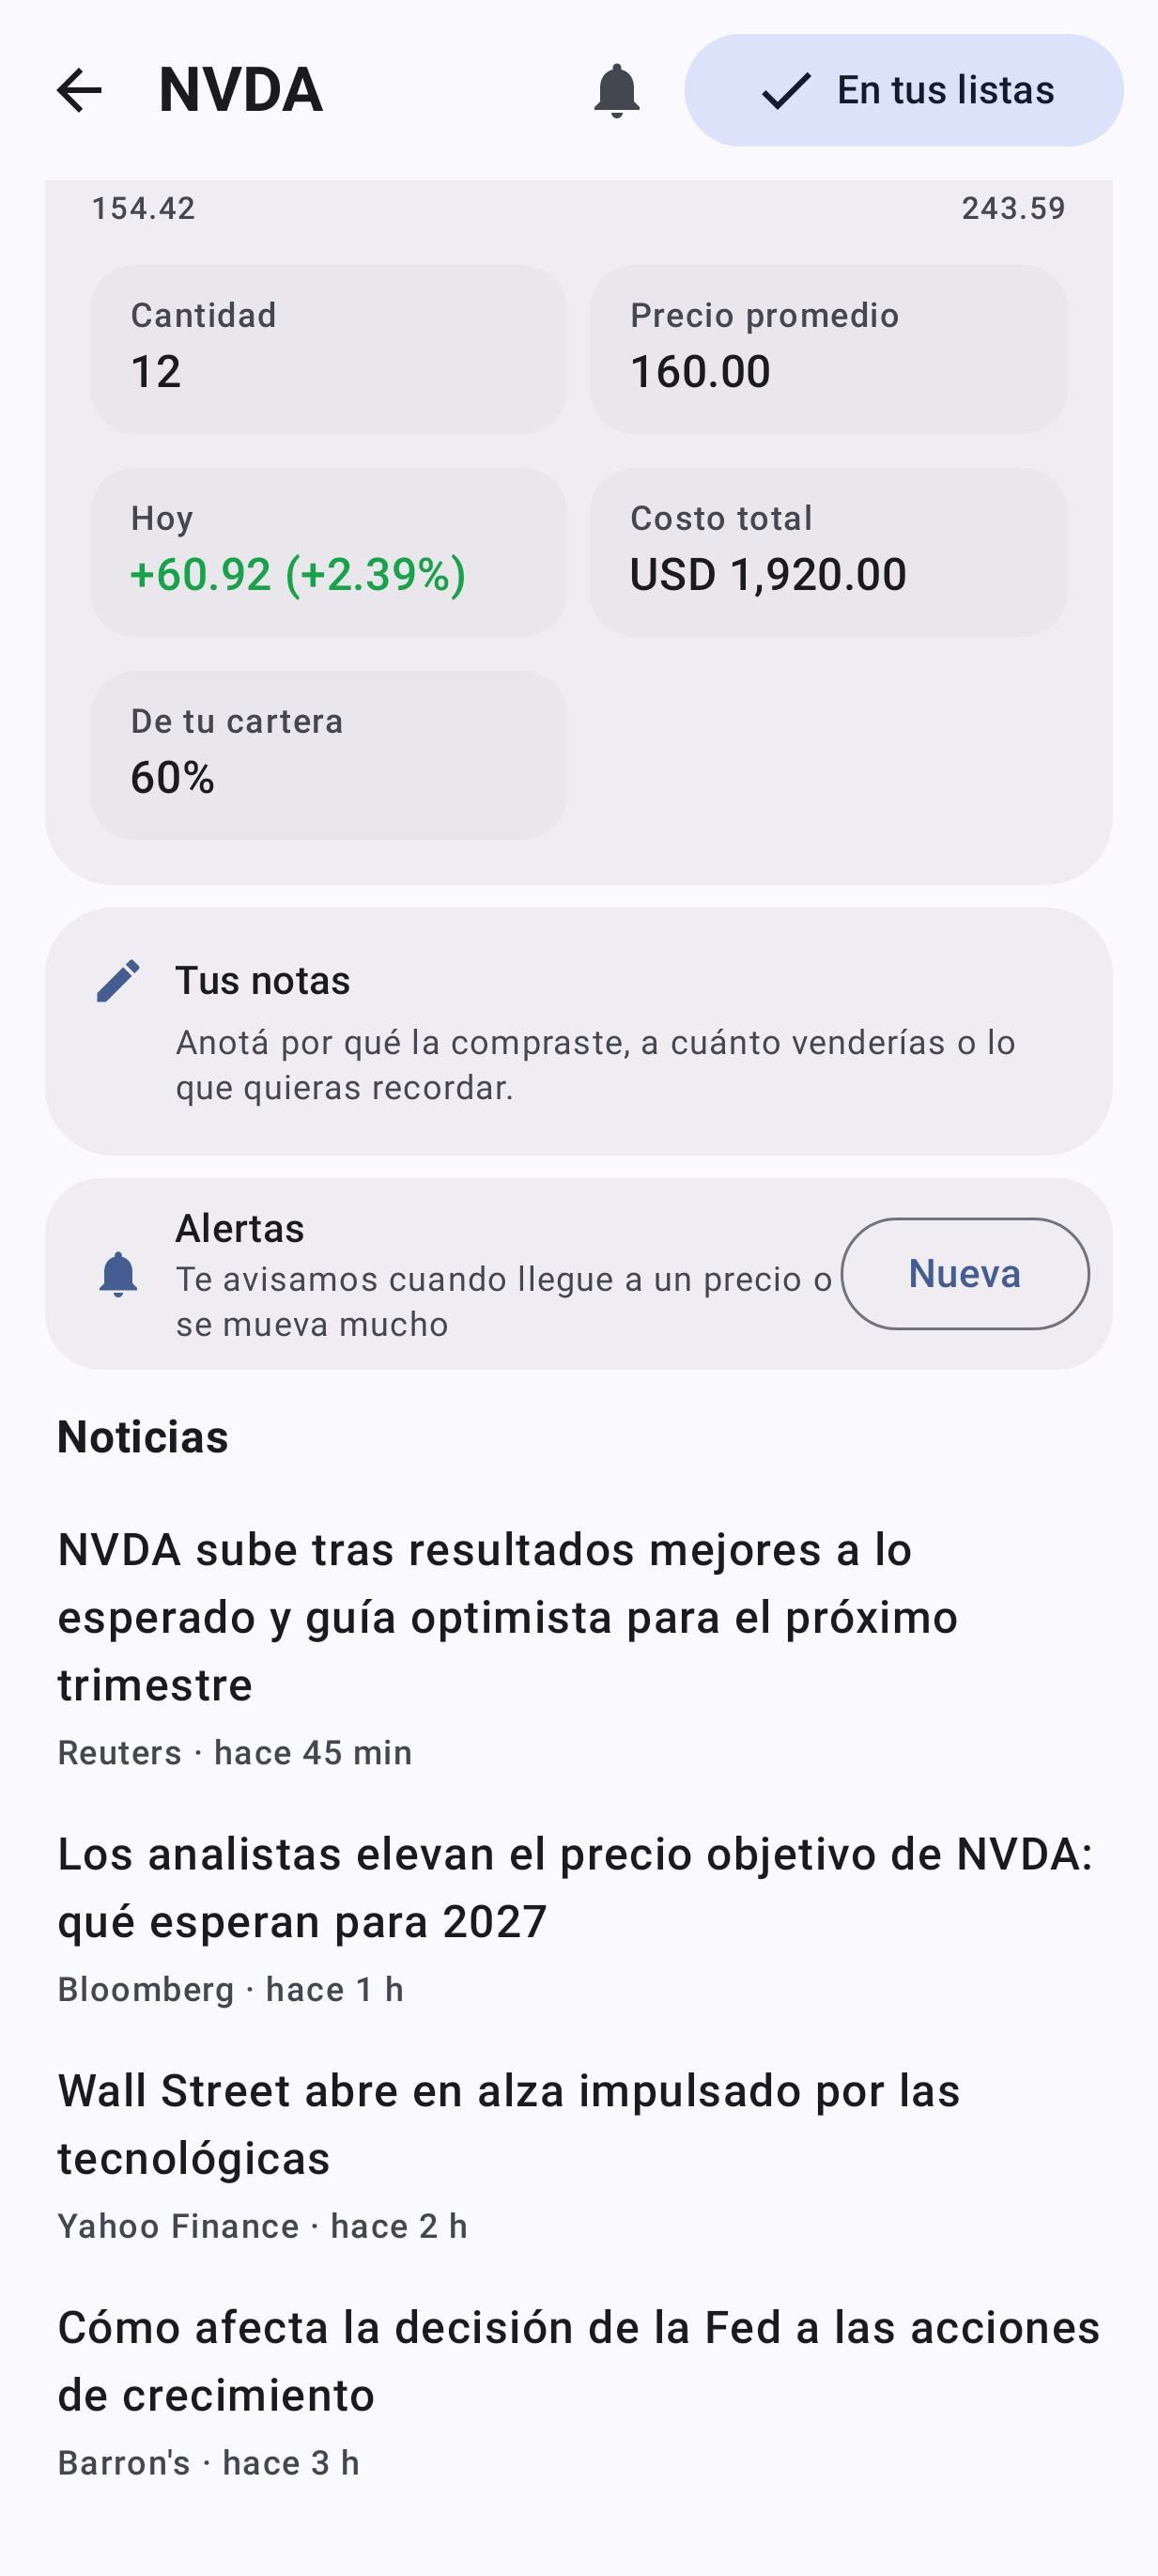 NVDA
En tus listas
154.42
243.59
Cantidad
12
Precio promedio
160.00
Hoy
+60.92 (+2.39%)
Costo total
USD 1,920.00
De tu cartera
60%
Tus notas
Anotá por qué la compraste, a cuánto venderías o lo
que quieras recordar.
Alertas
Te avisamos cuando llegue a un precio o
se mueva mucho
Nueva
Noticias
NVDA sube tras resultados mejores a lo
esperado y guía optimista para el próximo
trimestre
Reuters · hace 45 min
Los analistas elevan el precio objetivo de NVDA:
qué esperan para 2027
Bloomberg · hace 1 h
Wall Street abre en alza impulsado por las
tecnológicas
Yahoo Finance · hace 2 h
Cómo afecta la decisión de la Fed a las acciones
de crecimiento
Barron's · hace 3 h